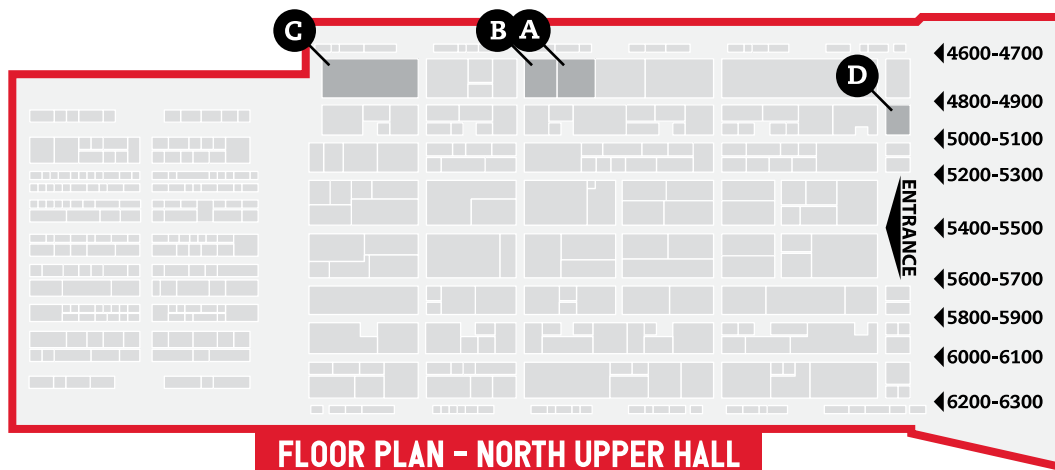 C
B A
D
4600-4700
4800-4900
5000-5100
5200-5300
ENTRANCE
5400-5500
5600-5700
5800-5900
6000-6100
6200-6300
FLOOR PLAN - NORTH UPPER HALL